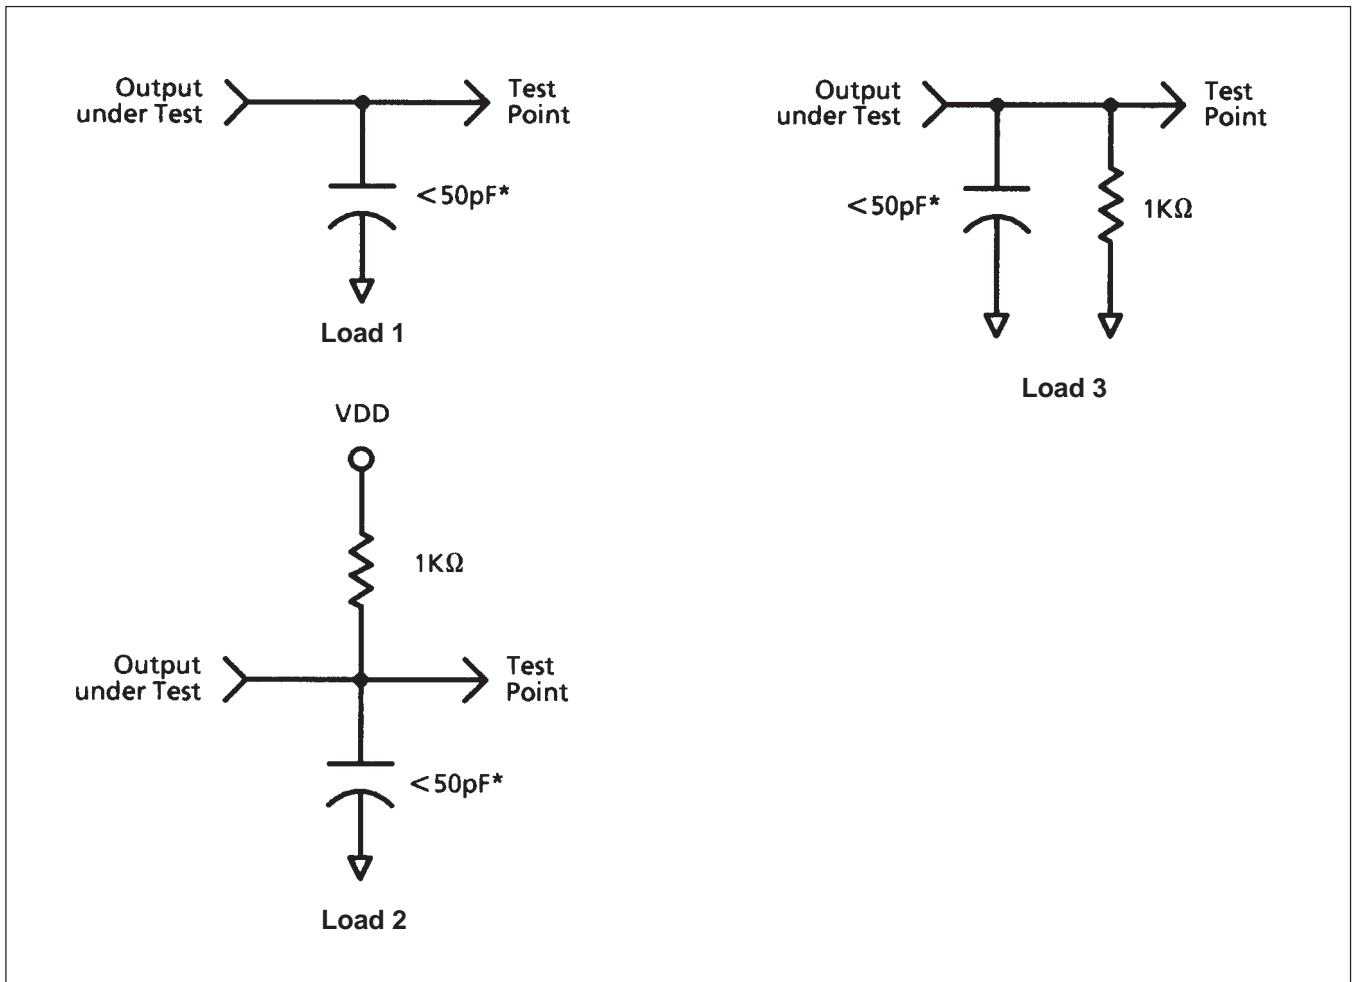 Output
under Test
Test
Point
<50pF*
Load 1
Output
under Test
Test
Point
<50pF*
1KΩ
Load 3
VDD
1KΩ
Output
under Test
Test
Point
<50pF*
Load 2